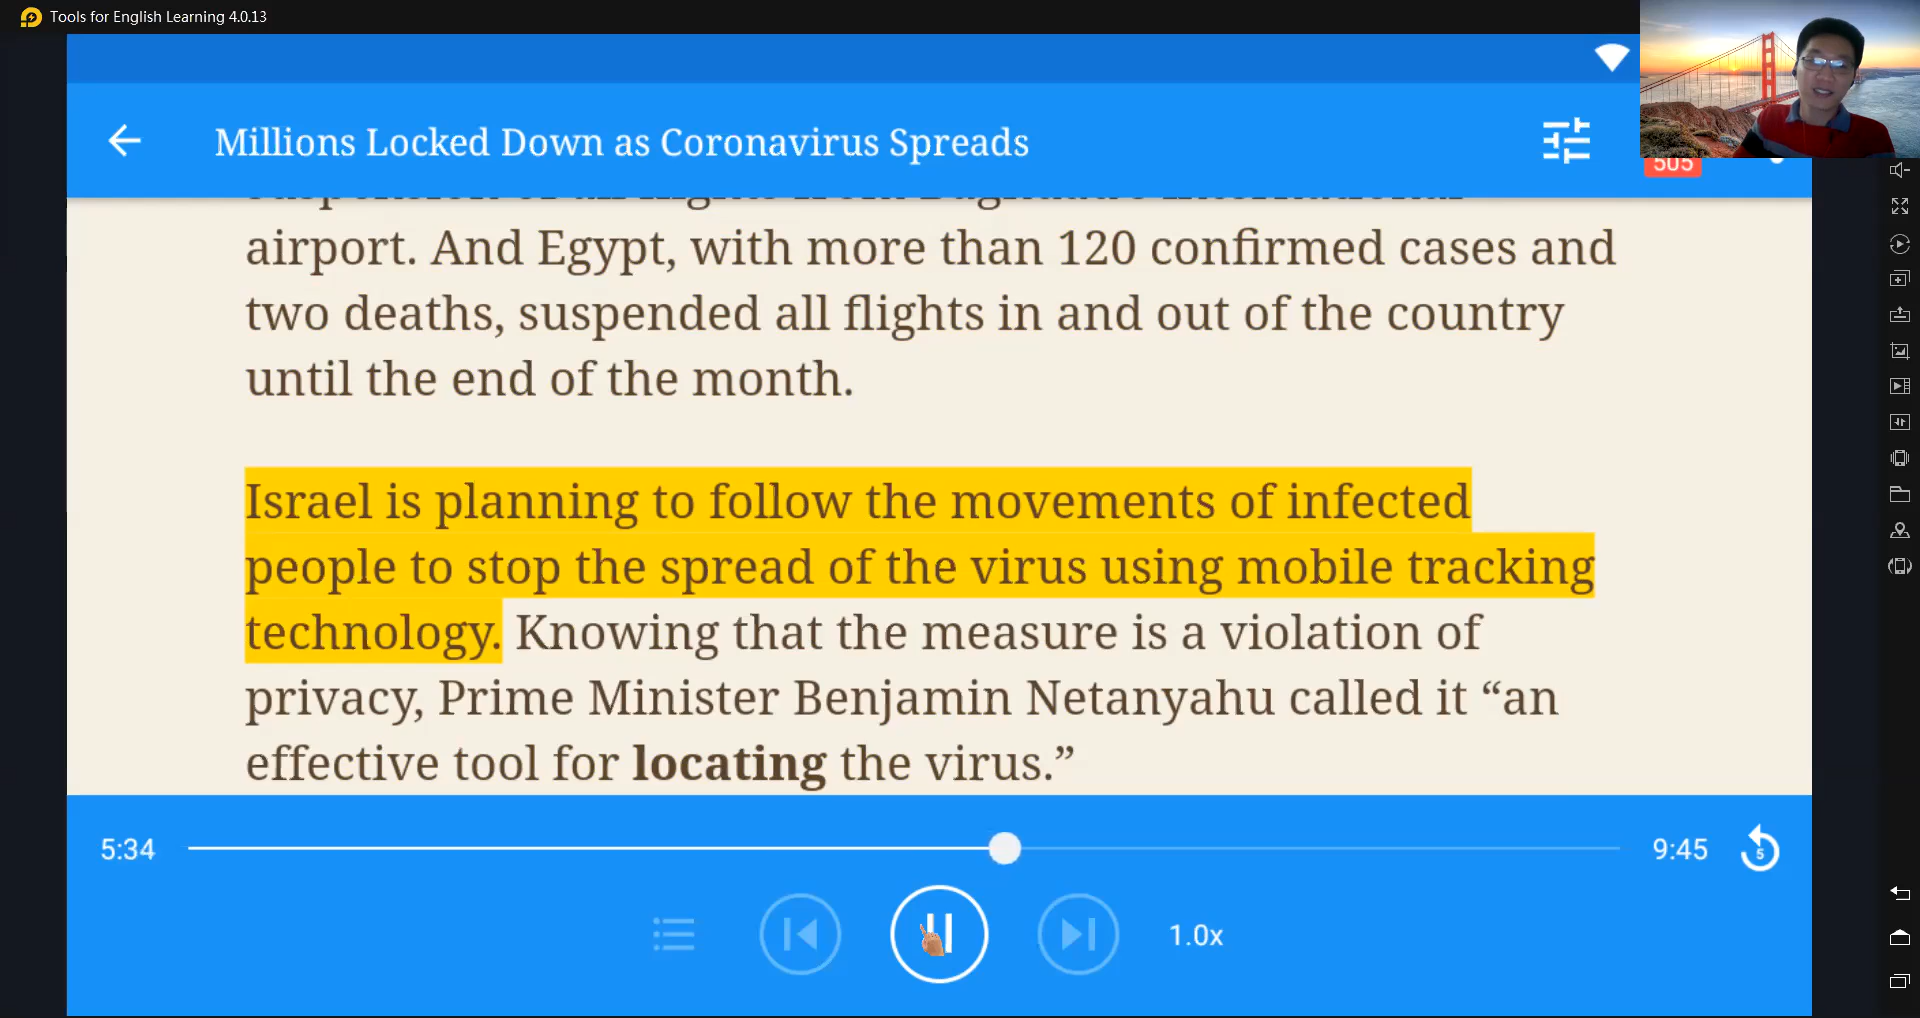 Tools for English Learning 4.0.13
Millions Locked Down as Coronavirus Spreads
505
airport. And Egypt, with more than 120 confirmed cases and
two deaths, suspended all flights in and out of the country
until the end of the month.
Israel is planning to follow the movements of infected
people to stop the spread of the virus using mobile tracking
technology. Knowing that the measure is a violation of
privacy, Prime Minister Benjamin Netanyahu called it “an
effective tool for locating the virus.”
5:34
9:45
5
1.0x